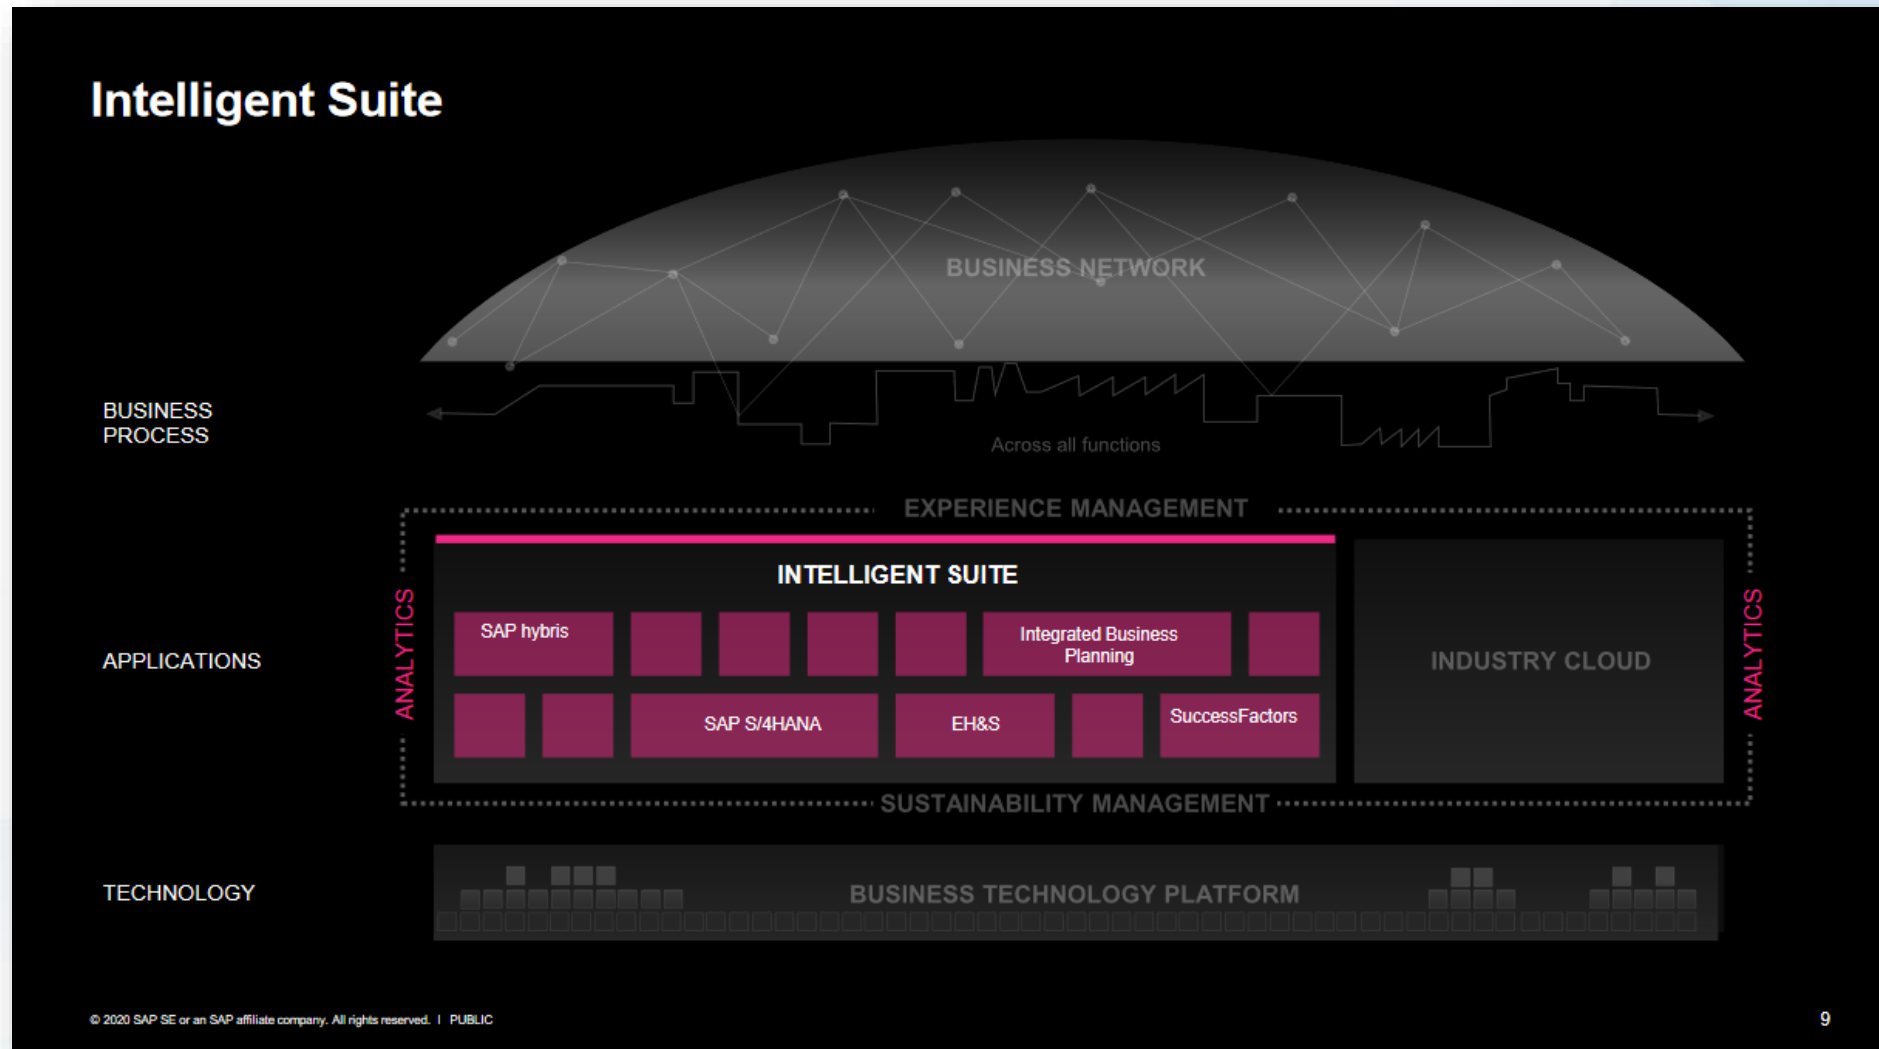 Intelligent Suite
BUSINESS NETWORK
BUSINESS
PROCESS
Across all functions
EXPERIENCE MANAGEMENT
INTELLIGENT SUITE
ANALYTICS
ANALYTICS
SAP hybris
Integrated Business
Planning
APPLICATIONS
INDUSTRY CLOUD
SAP S/4HANA
EH&S
SuccessFactors
SUSTAINABILITY MANAGEMENT
TECHNOLOGY
BUSINESS TECHNOLOGY PLATFORM
© 2020 SAP SE or an SAP affiliate company. All rights reserved. I PUBLIC
9